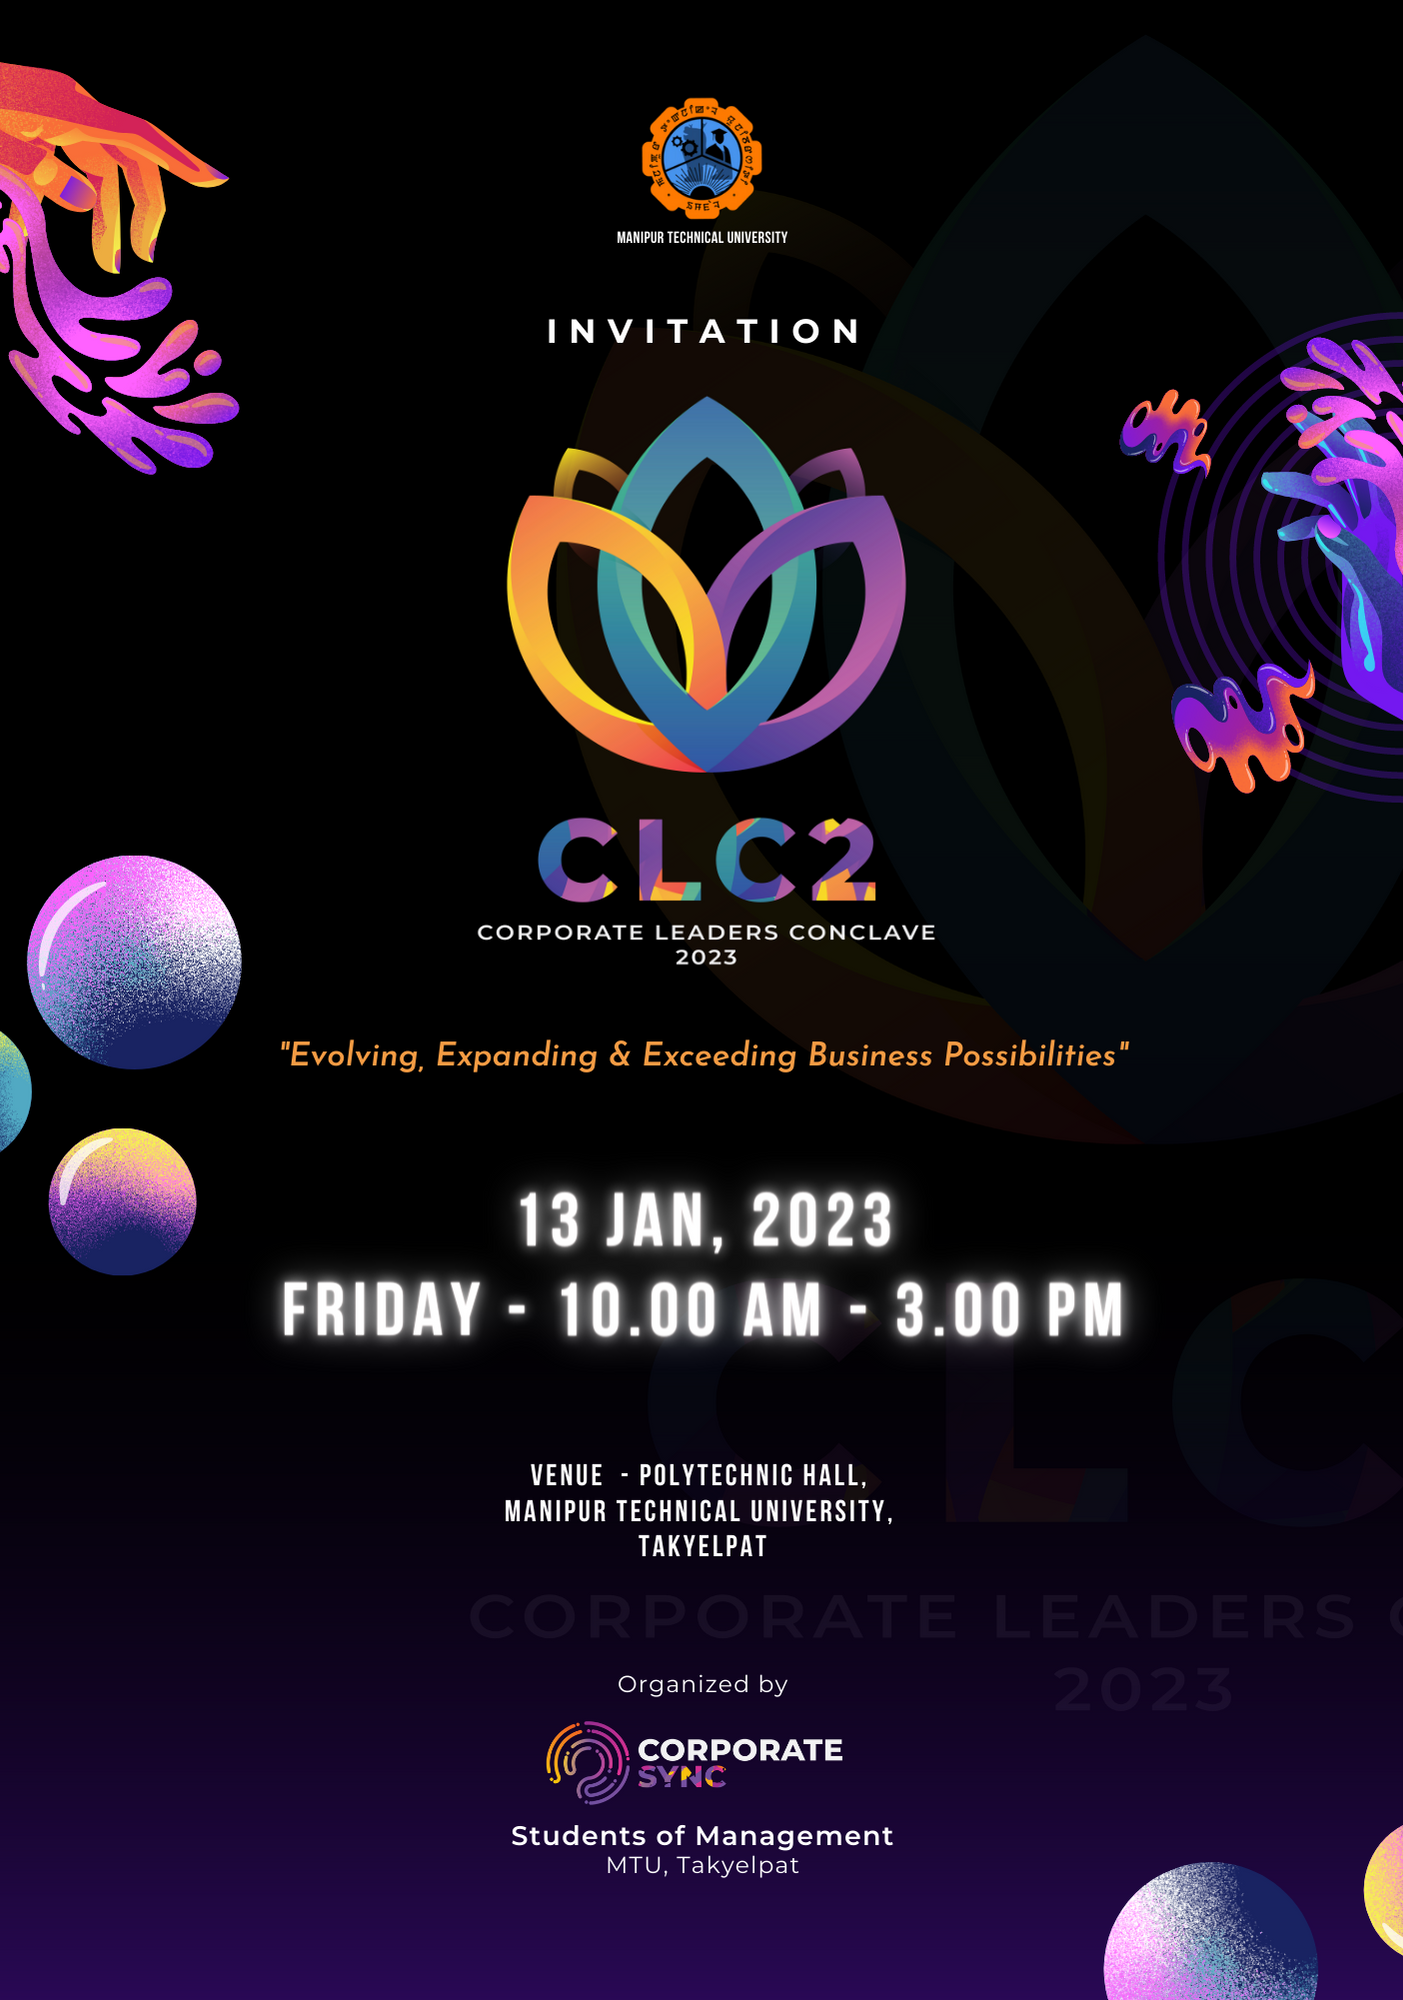 MANIPUR TECHNICAL UNIVERSITY
INVITATION
CLC2
CORPORATE LEADERS CONCLAVE
2023
"Evolving, Expanding & Exceeding Business Possibilities"
13 JAN, 2023
FRIDAY - 10.00 AM - 3.00 PM
VENUE - POLYTECHNIC HALL,
MANIPUR TECHNICAL UNIVERSITY,
TAKYELPAT
CLC
CORPORATE LEADERS
2023
Organized by
CORPORATE
SYNC
Students of Management
MTU, Takyelpat